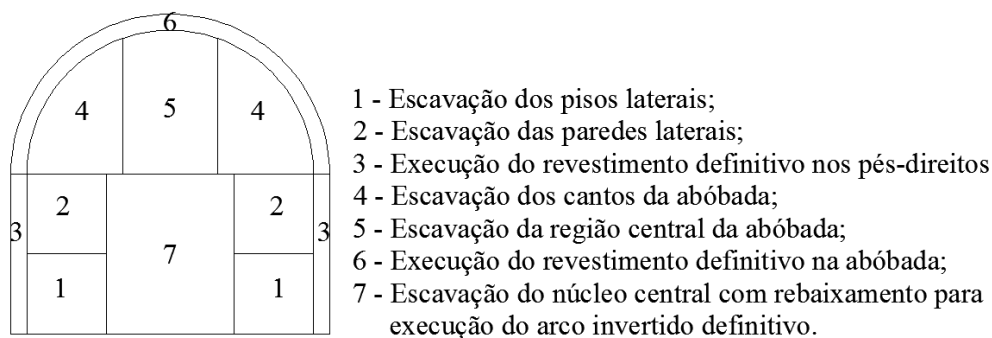 6
4 5 4
2 2
3 3
7
1 1
1 - Escavação dos pisos laterais;
2 - Escavação das paredes laterais;
3 - Execução do revestimento definitivo nos pés-direitos
4 - Escavação dos cantos da abóbada;
5 - Escavação da região central da abóbada;
6 - Execução do revestimento definitivo na abóbada;
7 - Escavação do núcleo central com rebaixamento para
execução do arco invertido definitivo.